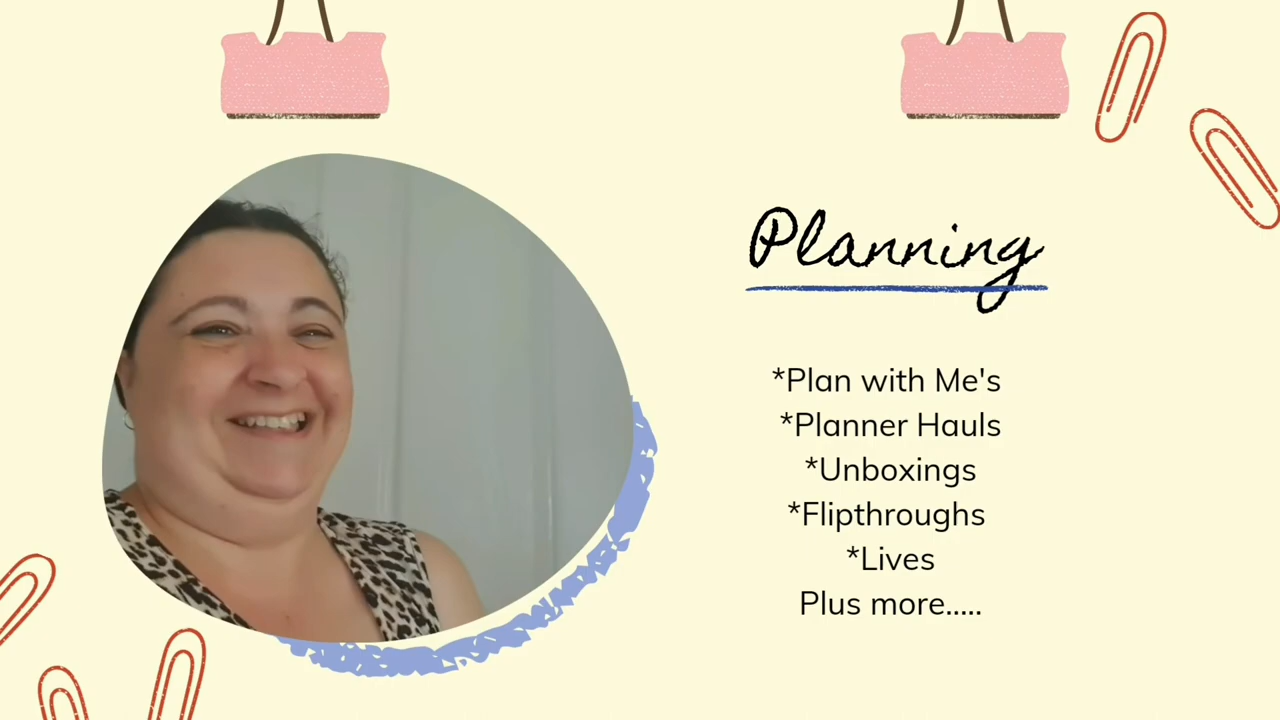 Planning
*Plan with Me's
*Planner Hauls
*Unboxings
*Flipthroughs
*Lives
Plus more.....